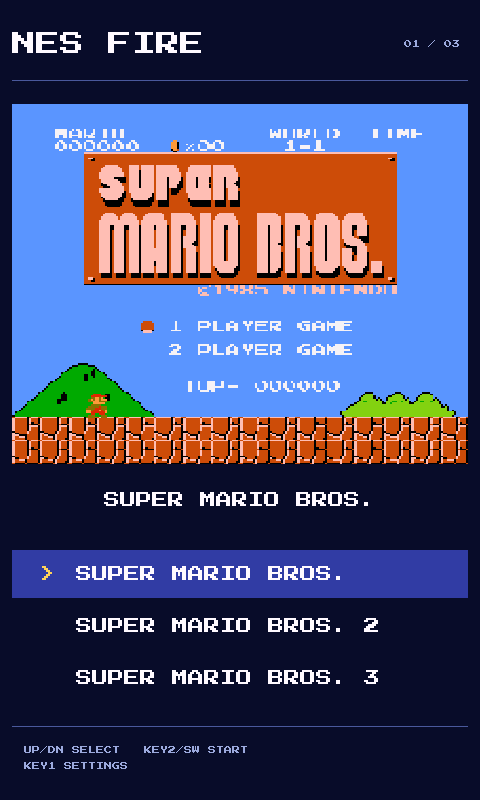 NES FIRE
01 / 03
MARIO WORLD TIME
000000 x00 1-1
SUPER
MARIO BROS.
©1985 NINTENDO
1 PLAYER GAME
2 PLAYER GAME
TOP- 000000
SUPER MARIO BROS.
> SUPER MARIO BROS.
SUPER MARIO BROS. 2
SUPER MARIO BROS. 3
UP/DN SELECT KEY2/SW START
KEY1 SETTINGS